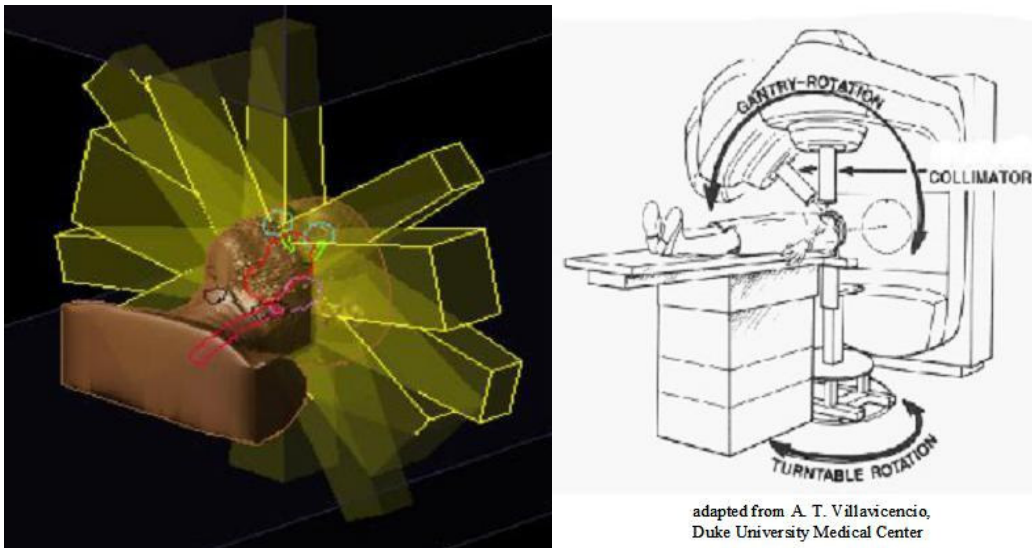 GANTRY-ROTATION
COLLIMATOR
TURNTABLE ROTATION
adapted from A. T. Villavicencio,
Duke University Medical Center